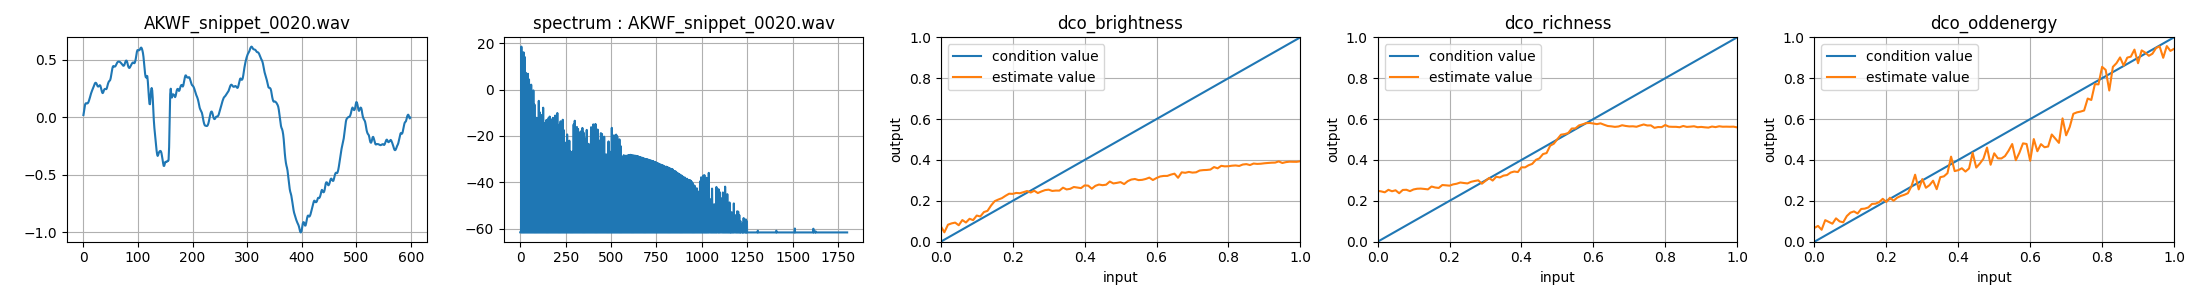 AKWF_snippet_0020.wav
0.5
0.0
−0.5
−1.0
0 100 200 300 400 500 600
spectrum : AKWF_snippet_0020.wav
20
0
−20
−40
−60
0 250 500 750 1000 1250 1500 1750
dco_brightness
condition value
estimate value
output
1.0
0.8
0.6
0.4
0.2
0.0
0.0 0.2 0.4 0.6 0.8 1.0
input
dco_richness
condition value
estimate value
output
1.0
0.8
0.6
0.4
0.2
0.0
0.0 0.2 0.4 0.6 0.8 1.0
input
dco_oddenergy
condition value
estimate value
output
1.0
0.8
0.6
0.4
0.2
0.0
0.0 0.2 0.4 0.6 0.8 1.0
input